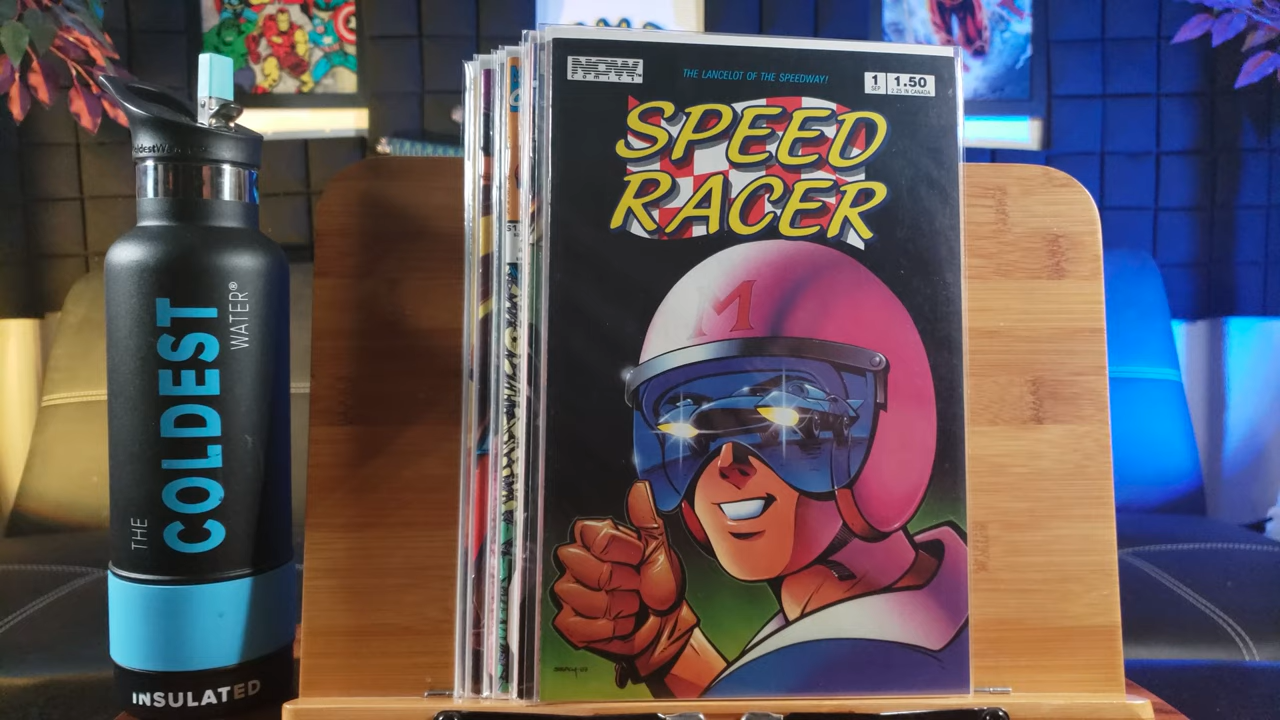 NOW
COMICS
THE LANCELOT OF THE SPEEDWAY!
1
SEP
1.50
2.25 IN CANADA
SPEED
RACER
M
THE
COLDEST
WATER®
INSULATED